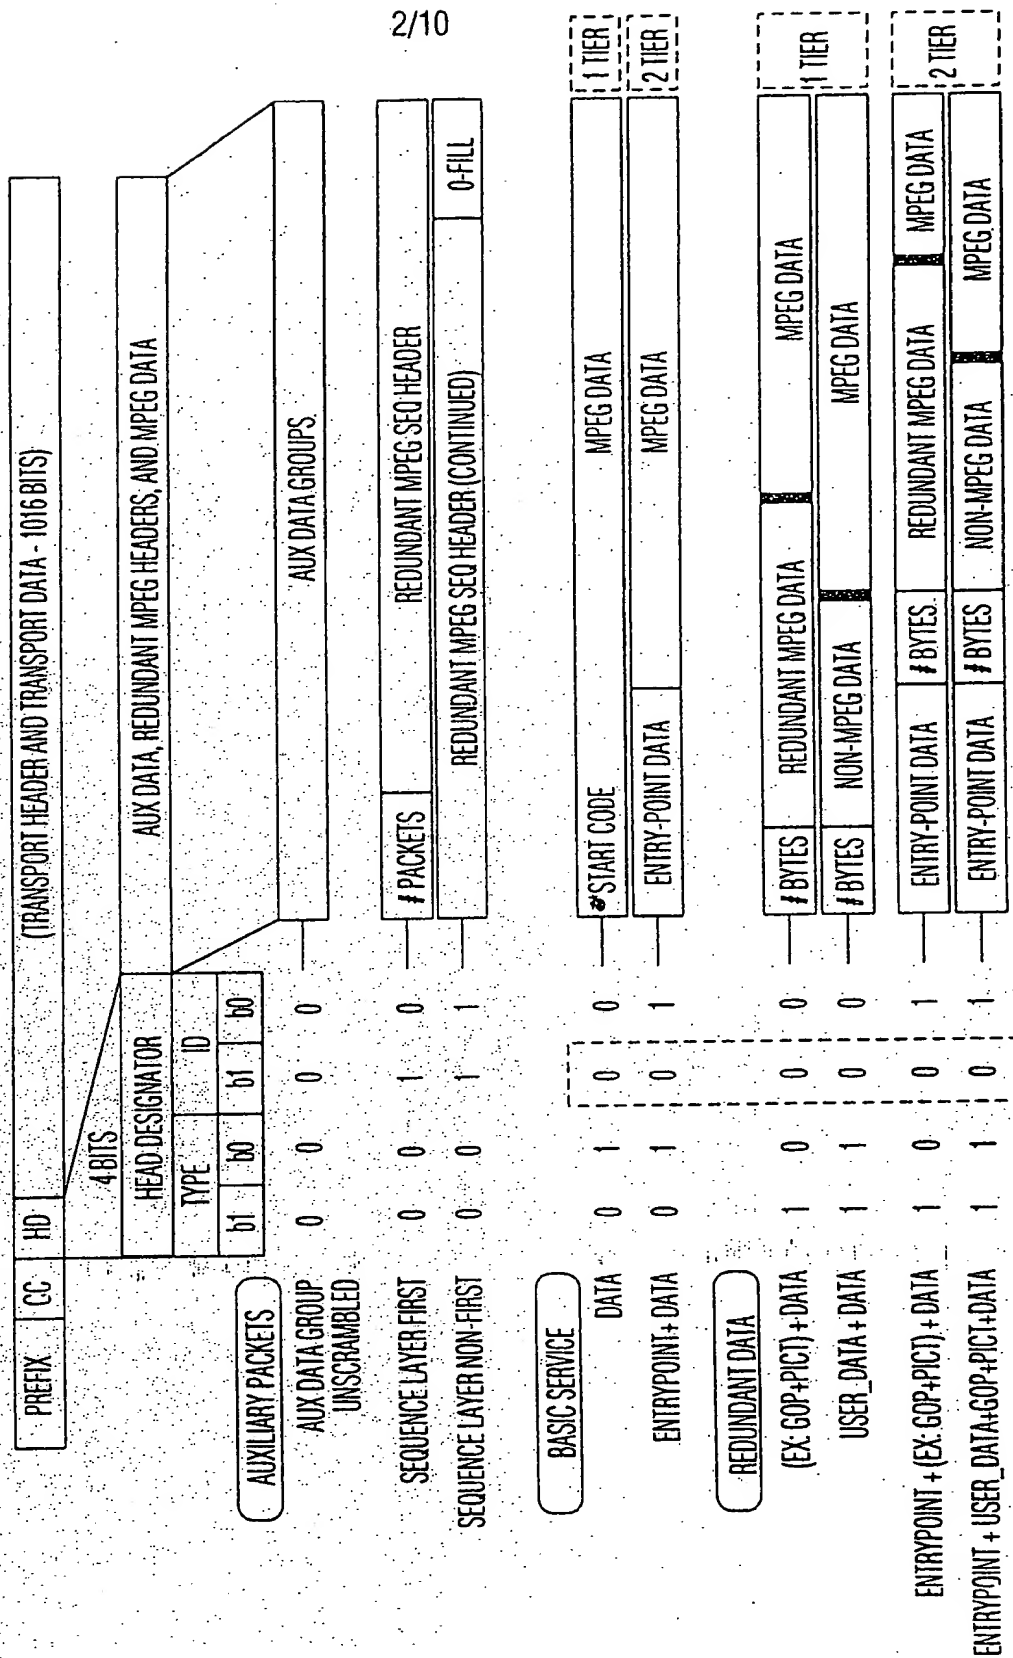 2/10
PREFIX CC HD (TRANSPORT HEADER AND TRANSPORT DATA - 1016 BITS)
4 BITS
HEAD DESIGNATOR AUX DATA, REDUNDANT MPEG HEADERS, AND MPEG DATA
TYPE ID
b1 b0 b1 b0
AUXILIARY PACKETS
AUX DATA GROUP UNSCRAMBLED 0 0 0 0 AUX DATA GROUPS
SEQUENCE LAYER FIRST 0 0 1 0 # PACKETS REDUNDANT MPEG SEQ HEADER
SEQUENCE LAYER NON-FIRST 0 0 1 1 REDUNDANT MPEG SEQ HEADER (CONTINUED) 0-FILL
BASIC SERVICE
DATA 0 1 0 0 START CODE MPEG DATA 1 TIER
ENTRYPOINT+ DATA 0 1 0 1 ENTRY-POINT DATA MPEG DATA 2 TIER
REDUNDANT DATA
(EX: GOP+PICT)+DATA 1 0 0 0 # BYTES REDUNDANT MPEG DATA MPEG DATA
1 TIER
USER_DATA + DATA 1 1 0 0 # BYTES NON-MPEG DATA MPEG DATA
ENTRYPOINT + (EX: GOP+PICT) + DATA 1 0 0 1 ENTRY-POINT DATA # BYTES REDUNDANT MPEG DATA MPEG DATA
2 TIER
ENTRYPOINT + USER_DATA+GOP+PICT+DATA 1 1 0 1 ENTRY-POINT DATA # BYTES NON-MPEG DATA MPEG DATA